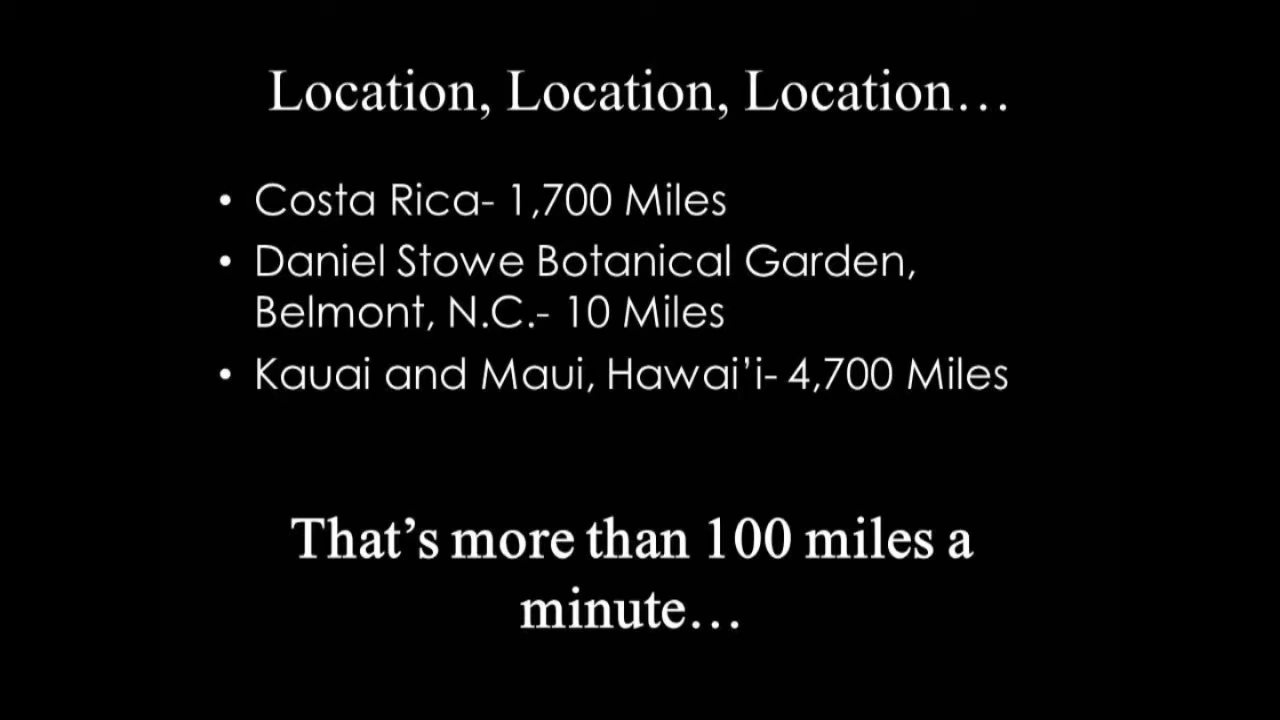 Location, Location, Location…
• Costa Rica- 1,700 Miles
• Daniel Stowe Botanical Garden,
Belmont, N.C.- 10 Miles
• Kauai and Maui, Hawai’i- 4,700 Miles
That’s more than 100 miles a
minute…